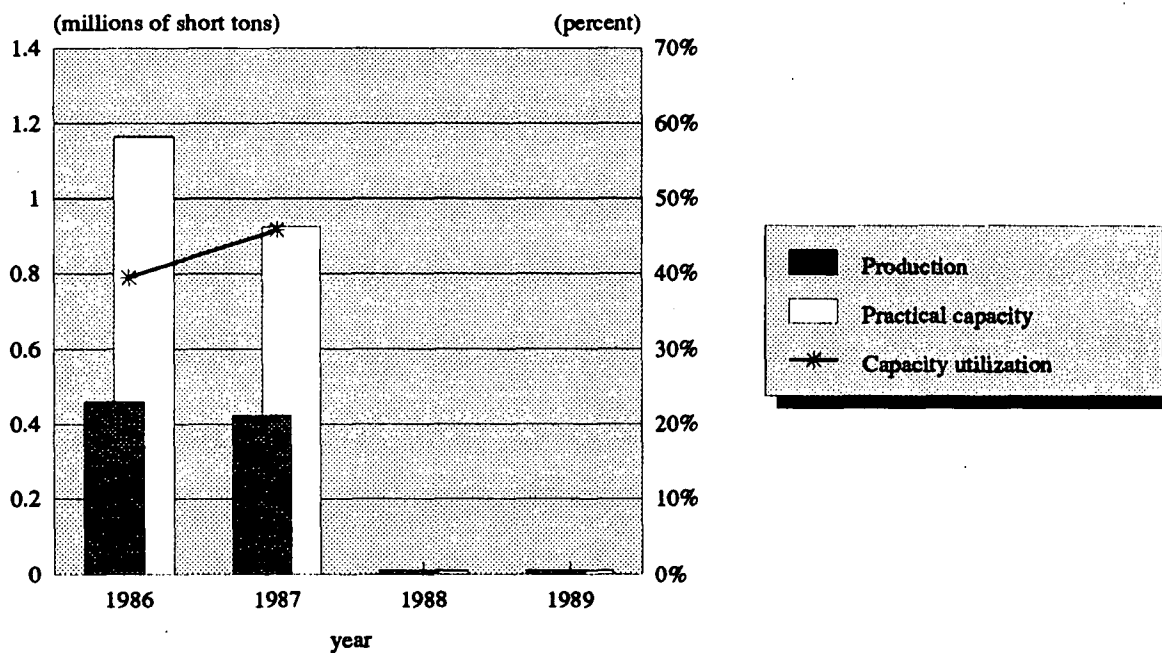 (millions of short tons) (percent)
1.4 70%
1.2 60%
1 50%
0.8 40%
0.6 30%
0.4 20%
0.2 10%
0 0%
1986 1987 1988 1989
year
Production
Practical capacity
Capacity utilization